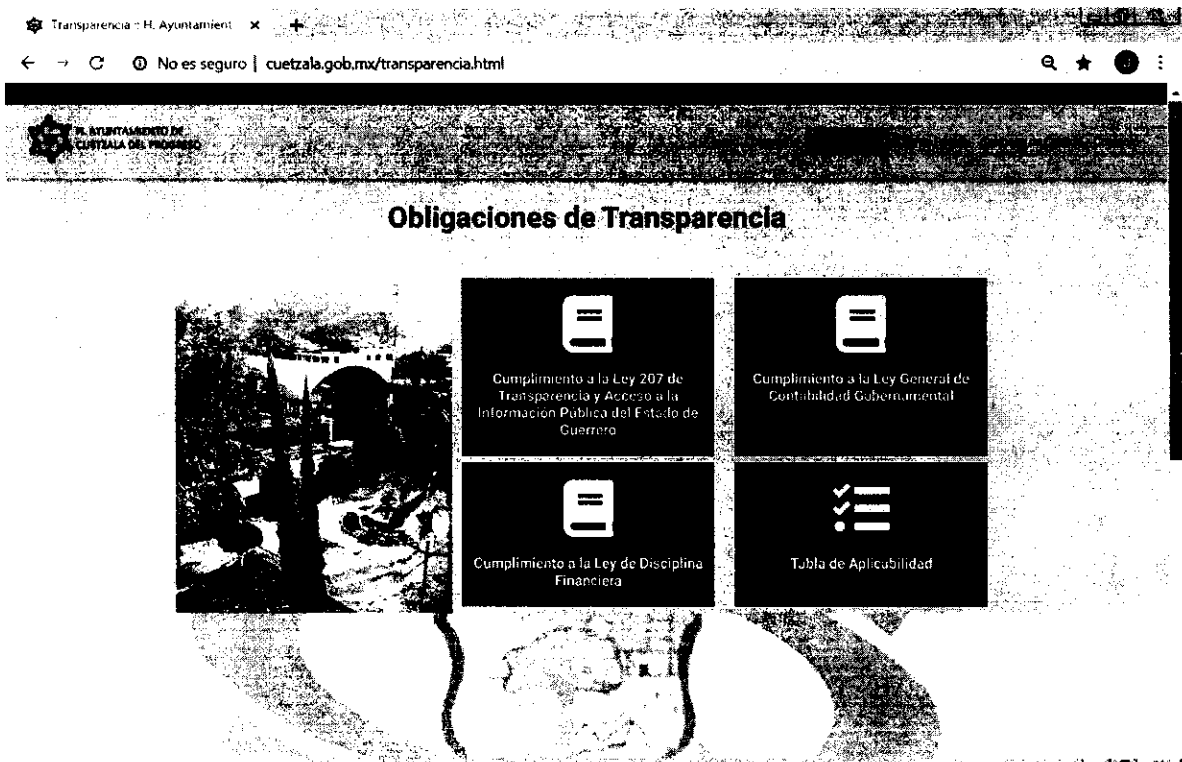 Transparencia :: H. Ayuntamient
No es seguro | cuetzala.gob.mx/transparencia.html
H. AYUNTAMIENTO DE
CUETZALA DEL PROGRESO
Obligaciones de Transparencia
Cumplimiento a la Ley 207 de
Transparencia y Acceso a la
Información Pública del Estado de
Guerrero
Cumplimiento a la Ley General de
Contabilidad Gubernamental
Cumplimiento a la Ley de Disciplina
Financiera
Tabla de Aplicabilidad